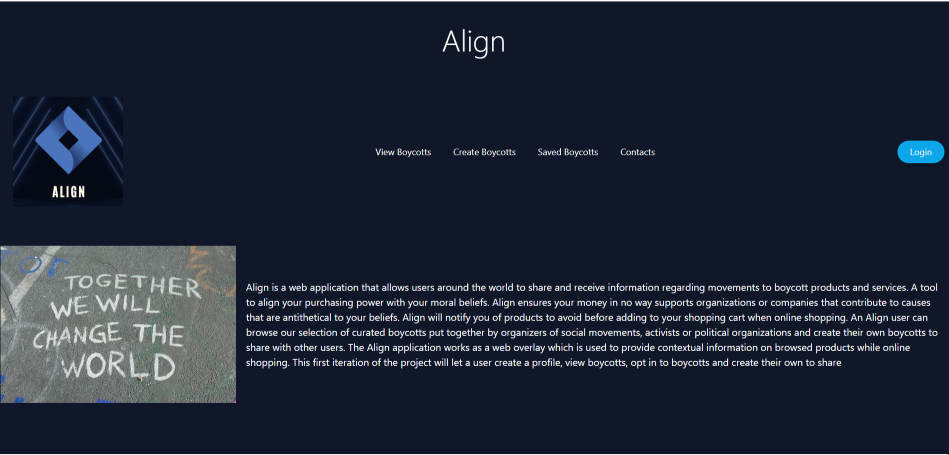 Align
ALIGN
View Boycotts Create Boycotts Saved Boycotts Contacts
Login
TOGETHER
WE WILL
CHANGE THE
WORLD
Align is a web application that allows users around the world to share and receive information regarding movements to boycott products and services. A tool
to align your purchasing power with your moral beliefs. Align ensures your money in no way supports organizations or companies that contribute to causes
that are antithetical to your beliefs. Align will notify you of products to avoid before adding to your shopping cart when online shopping. An Align user can
browse our selection of curated boycotts put together by organizers of social movements, activists or political organizations and create their own boycotts to
share with other users. The Align application works as a web overlay which is used to provide contextual information on browsed products while online
shopping. This first iteration of the project will let a user create a profile, view boycotts, opt in to boycotts and create their own to share